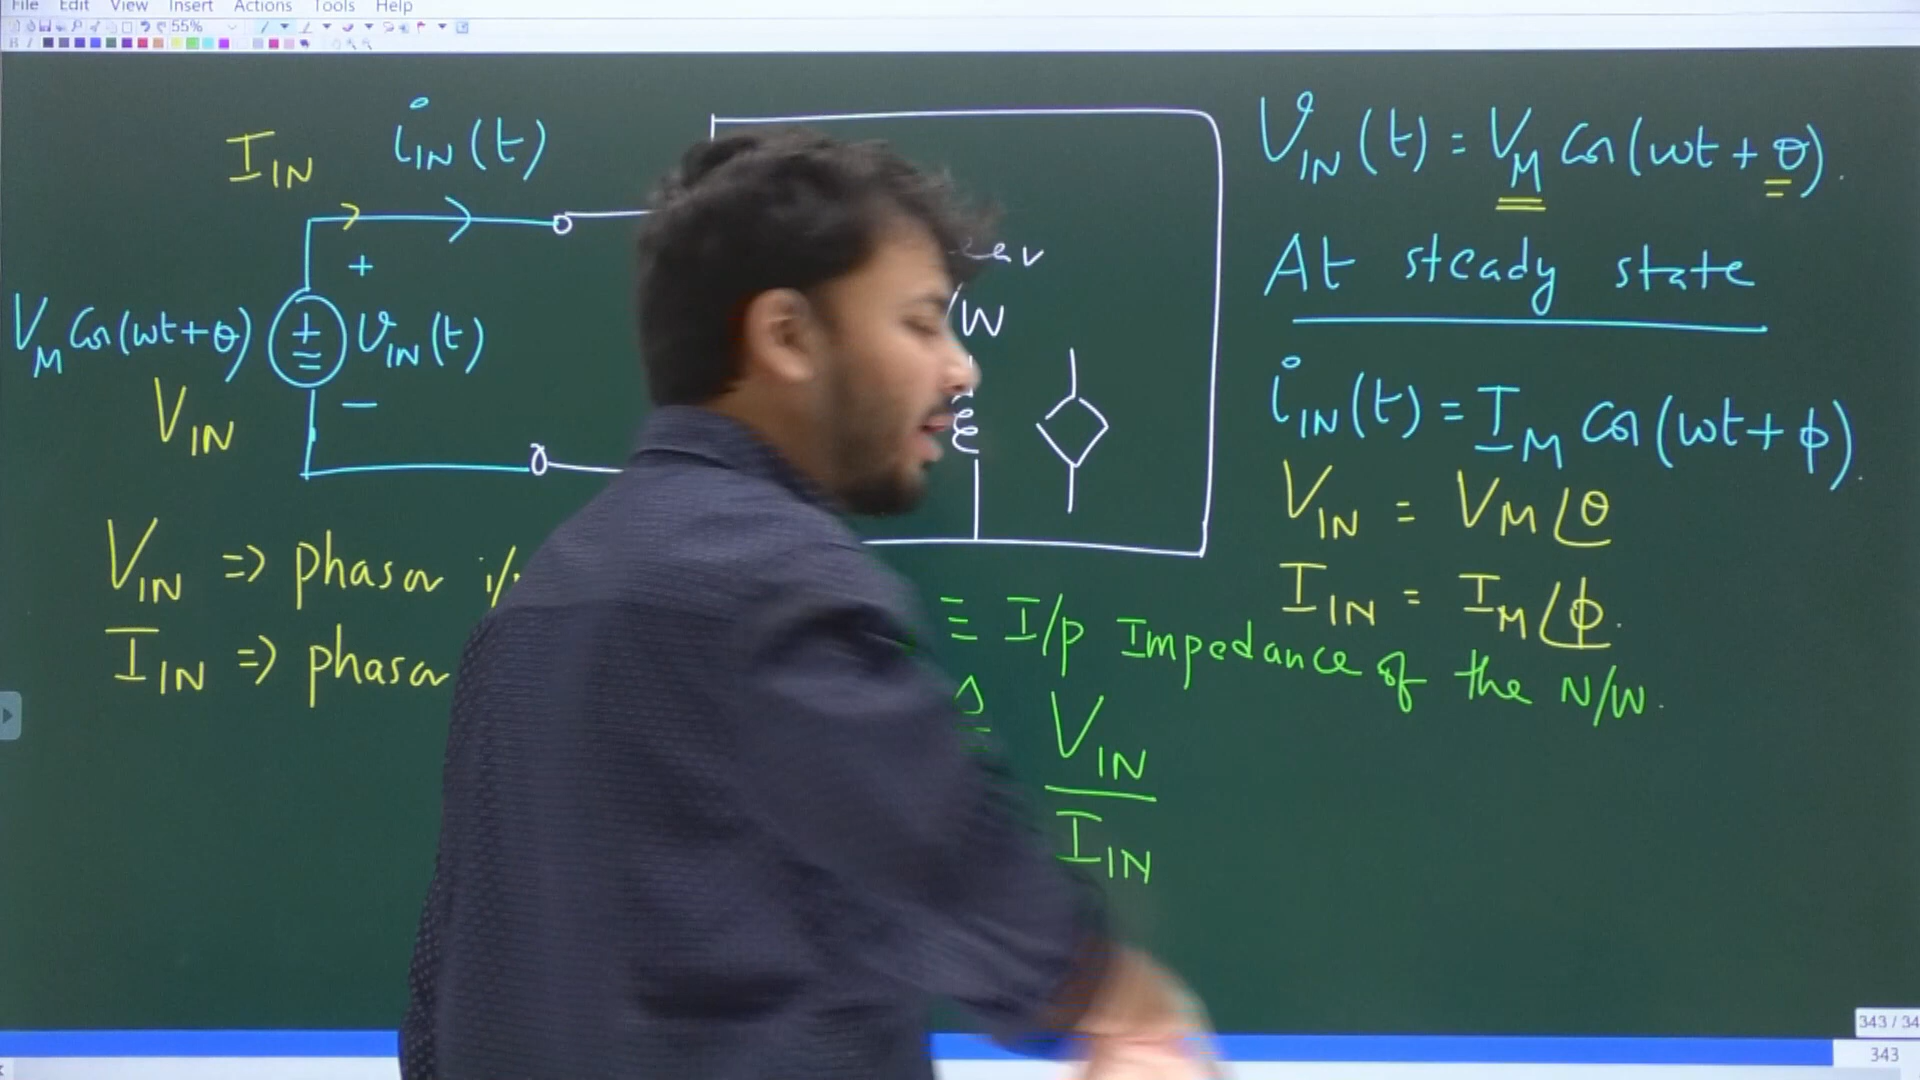 File Edit View Insert Actions Tools Help
55%
I_IN i_IN(t)
+
V_M Cos(ωt+θ) + = v_IN(t)
V_IN −
V_IN => phasor i/
I_IN => phasor
/W
≡ I/p Impedance of the N/W.
≜ V_IN / I_IN
v_IN(t) = V_M Cos(ωt + θ).
At steady state
i_IN(t) = I_M Cos(ωt + φ).
V_IN = V_M ∠θ
I_IN = I_M ∠φ.
343 / 34
343